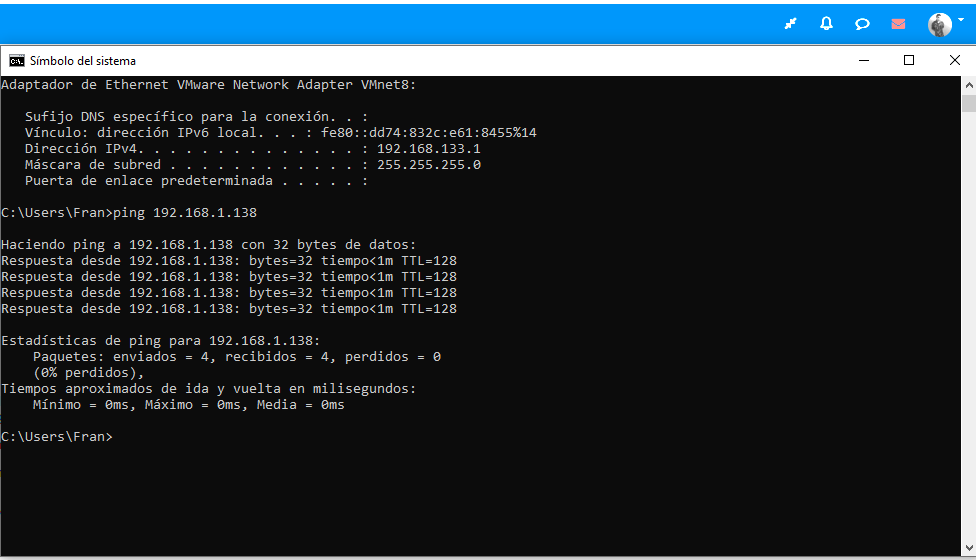 Símbolo del sistema
Adaptador de Ethernet VMware Network Adapter VMnet8:
Sufijo DNS específico para la conexión. . :
Vínculo: dirección IPv6 local. . . : fe80::dd74:832c:e61:8455%14
Dirección IPv4. . . . . . . . . . . . . . : 192.168.133.1
Máscara de subred . . . . . . . . . . . . : 255.255.255.0
Puerta de enlace predeterminada . . . . . :
C:\Users\Fran>ping 192.168.1.138
Haciendo ping a 192.168.1.138 con 32 bytes de datos:
Respuesta desde 192.168.1.138: bytes=32 tiempo<1m TTL=128
Respuesta desde 192.168.1.138: bytes=32 tiempo<1m TTL=128
Respuesta desde 192.168.1.138: bytes=32 tiempo<1m TTL=128
Respuesta desde 192.168.1.138: bytes=32 tiempo<1m TTL=128
Estadísticas de ping para 192.168.1.138:
Paquetes: enviados = 4, recibidos = 4, perdidos = 0
(0% perdidos),
Tiempos aproximados de ida y vuelta en milisegundos:
Mínimo = 0ms, Máximo = 0ms, Media = 0ms
C:\Users\Fran>